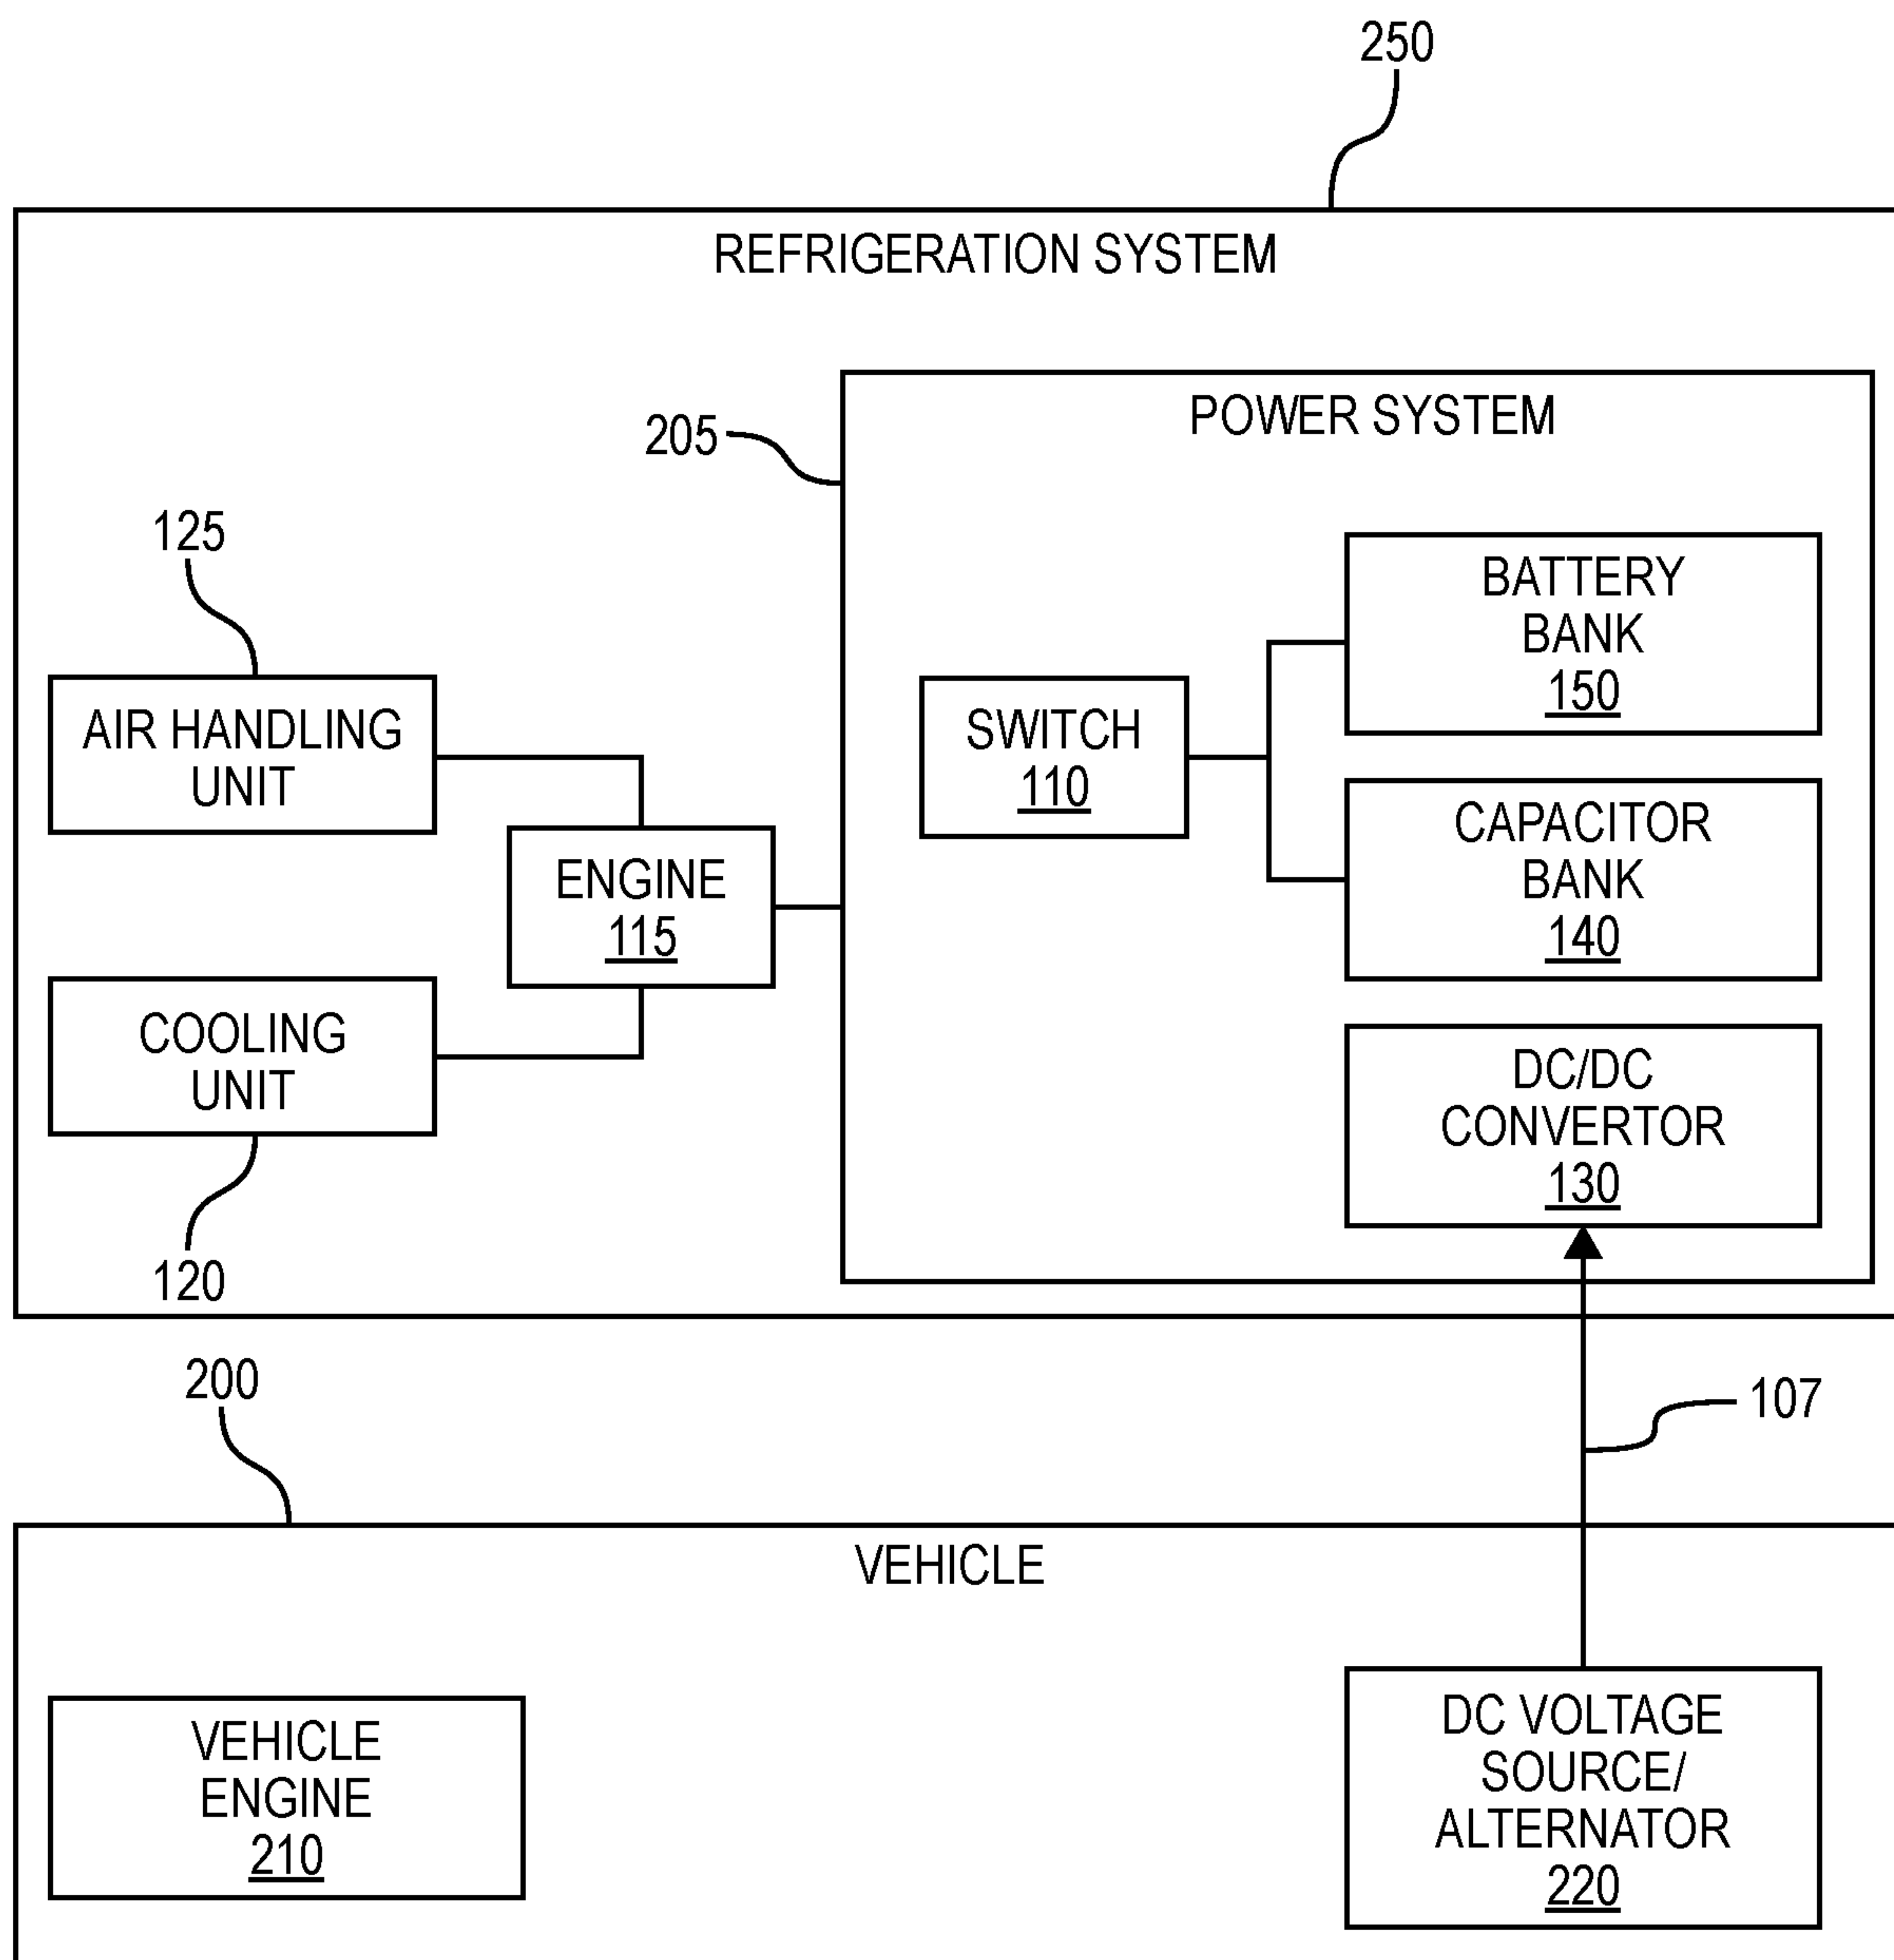 250
REFRIGERATION SYSTEM
205
POWER SYSTEM
125
AIR HANDLING
UNIT
SWITCH
110
BATTERY
BANK
150
ENGINE
115
CAPACITOR
BANK
140
COOLING
UNIT
120
DC/DC
CONVERTOR
130
200
107
VEHICLE
VEHICLE
ENGINE
210
DC VOLTAGE
SOURCE/
ALTERNATOR
220